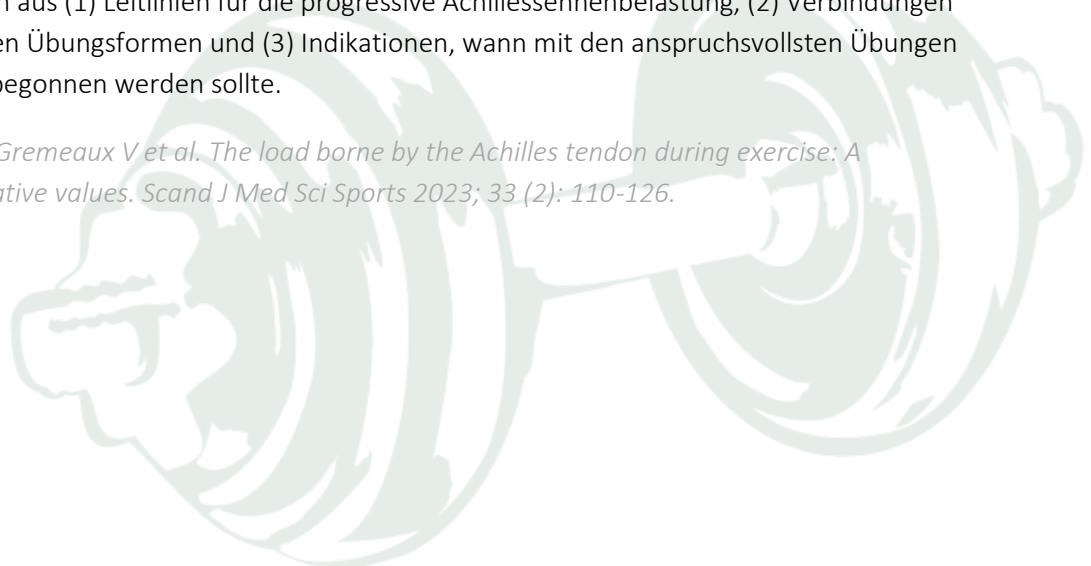 aus (1) Leitlinien für die progressive Achillessehnenbelastung, (2) Verbindungen
en Übungsformen und (3) Indikationen, wann mit den anspruchsvollsten Übungen
begonnen werden sollte.
Gremeaux V et al. The load borne by the Achilles tendon during exercise: A
ative values. Scand J Med Sci Sports 2023; 33 (2): 110-126.